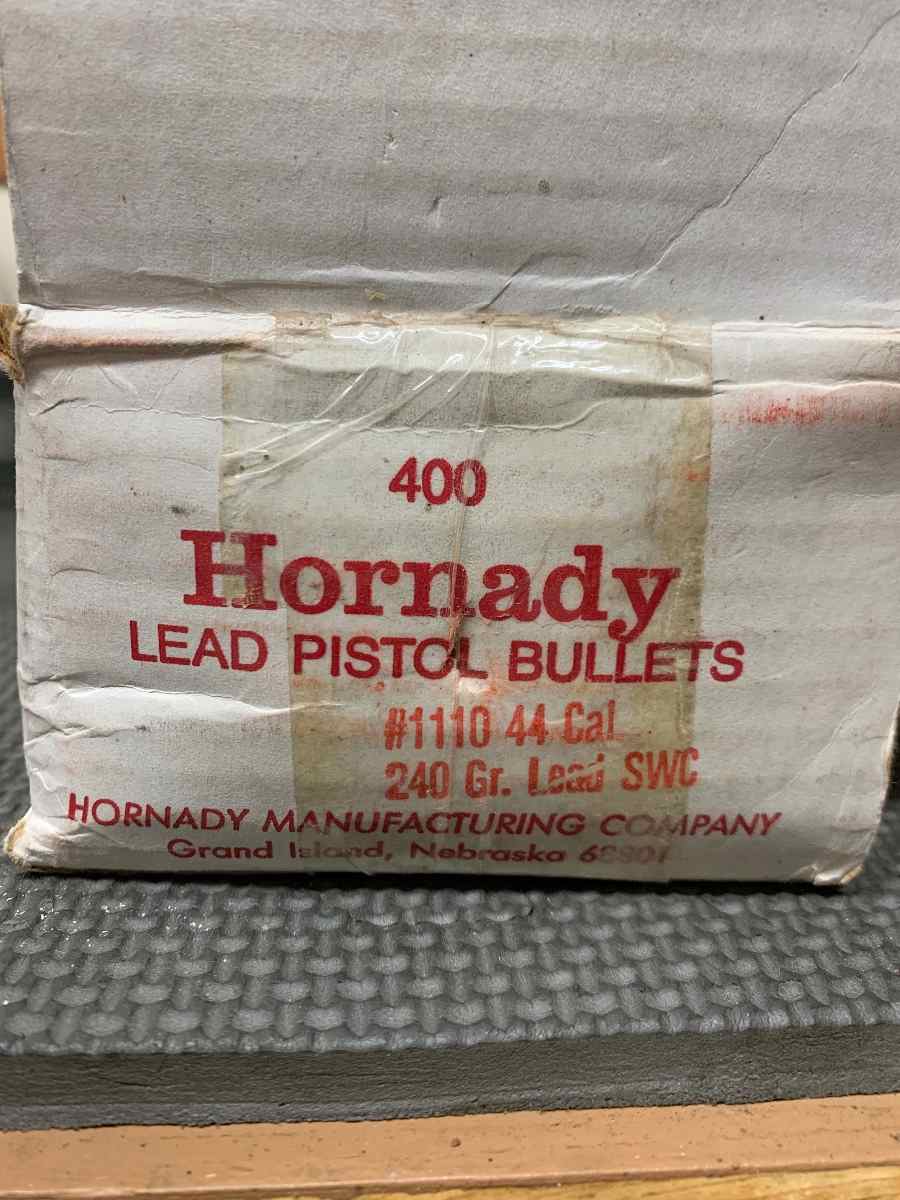 400
Hornady
LEAD PISTOL BULLETS
#1110 44 Cal.
240 Gr. Lead SWC
HORNADY MANUFACTURING COMPANY
Grand Island, Nebraska 68801